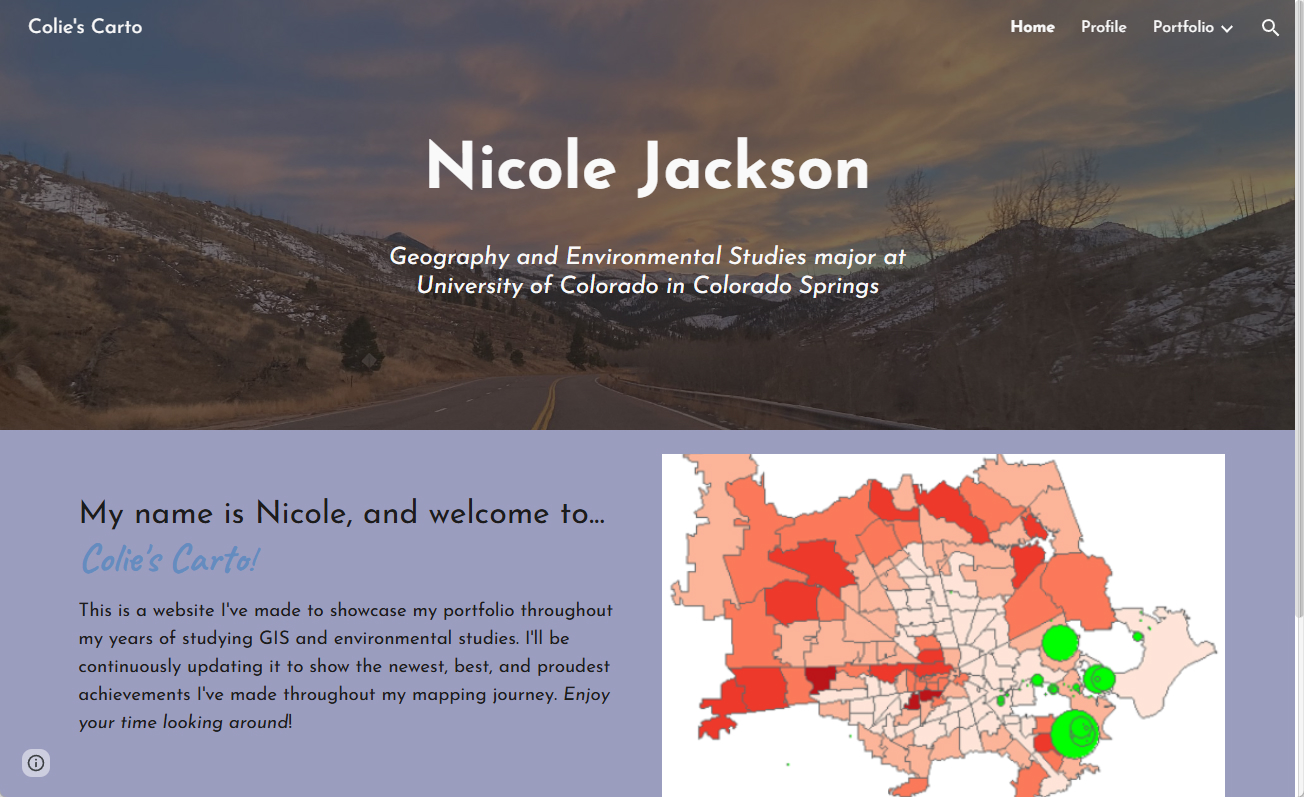 Colie's Carto
Home Profile Portfolio
Nicole Jackson
Geography and Environmental Studies major at
University of Colorado in Colorado Springs
My name is Nicole, and welcome to...
Colie's Carto!
This is a website I've made to showcase my portfolio throughout
my years of studying GIS and environmental studies. I'll be
continuously updating it to show the newest, best, and proudest
achievements I've made throughout my mapping journey. Enjoy
your time looking around!